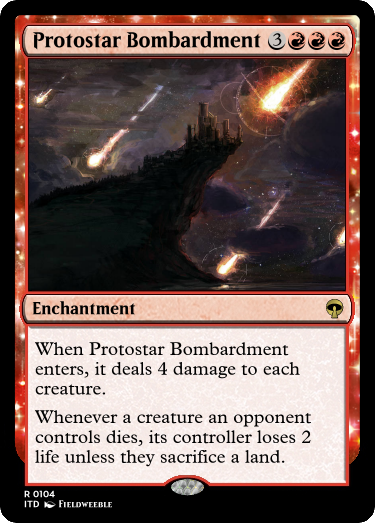 Protostar Bombardment 3
Enchantment
When Protostar Bombardment
enters, it deals 4 damage to each
creature.
Whenever a creature an opponent
controls dies, its controller loses 2
life unless they sacrifice a land.
R 0104
ITD FIELDWEEBLE